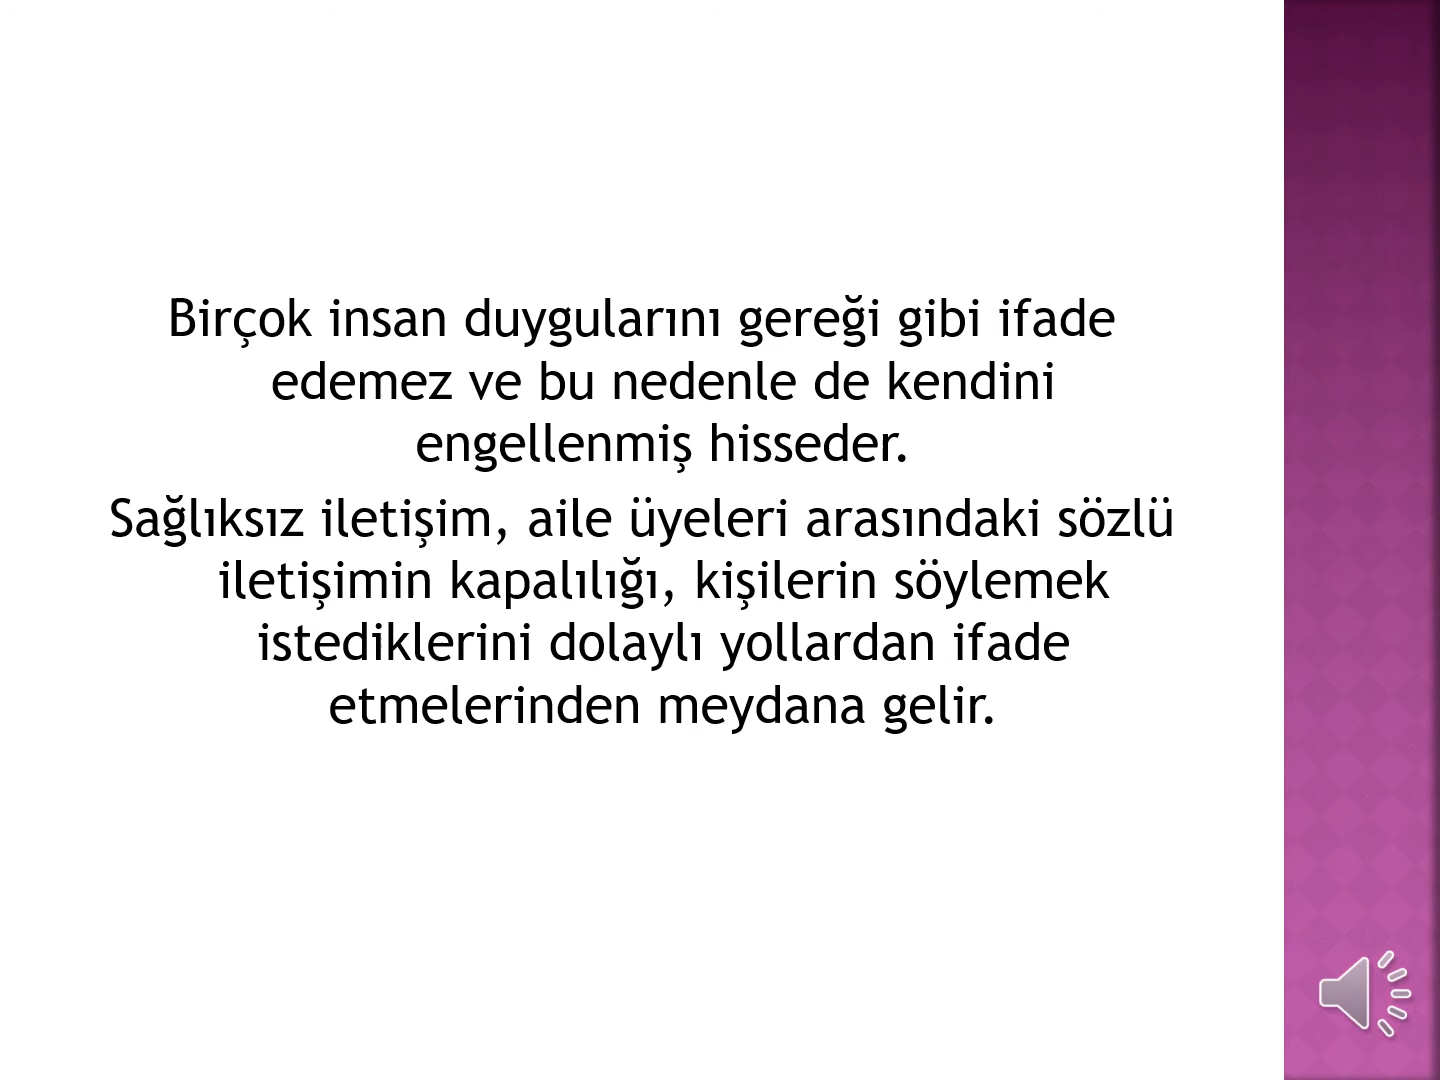 Birçok insan duygularını gereği gibi ifade
edemez ve bu nedenle de kendini
engellenmiş hisseder.
Sağlıksız iletişim, aile üyeleri arasındaki sözlü
iletişimin kapalılığı, kişilerin söylemek
istediklerini dolaylı yollardan ifade
etmelerinden meydana gelir.